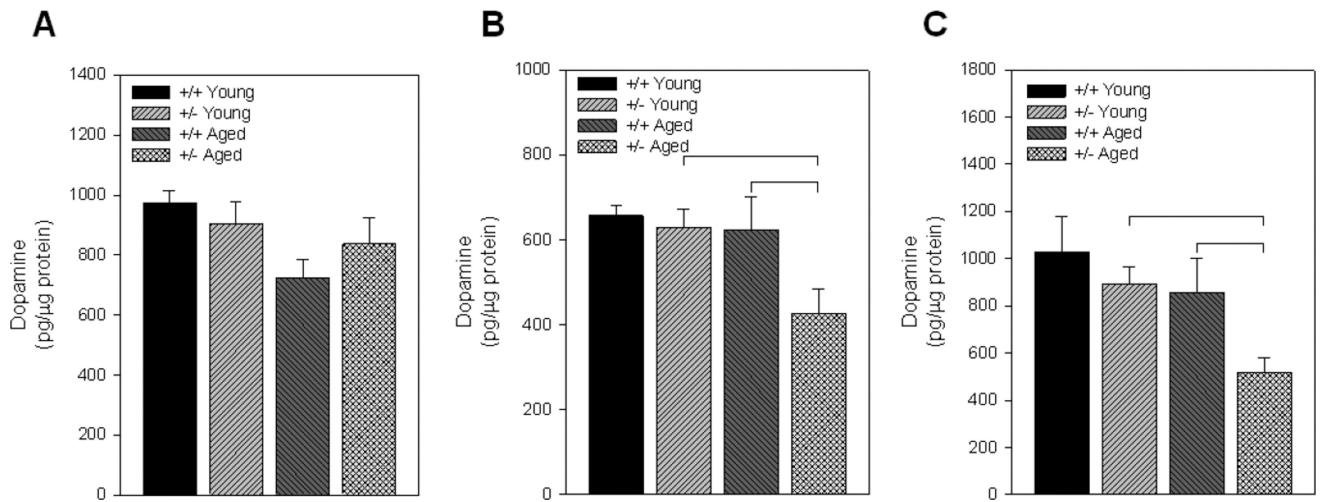 A
1400
1200
1000
800
600
400
200
0
Dopamine
(pg/μg protein)
+/+ Young
+/- Young
+/+ Aged
+/- Aged
B
1000
800
600
400
200
0
Dopamine
(pg/μg protein)
+/+ Young
+/- Young
+/+ Aged
+/- Aged
C
1800
1600
1400
1200
1000
800
600
400
200
0
Dopamine
(pg/μg protein)
+/+ Young
+/- Young
+/+ Aged
+/- Aged